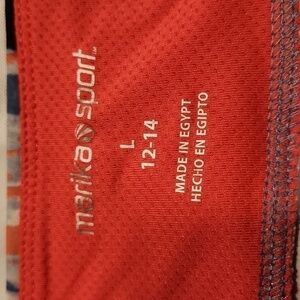 marika sport™
L
12-14
MADE IN EGYPT
HECHO EN EGIPTO